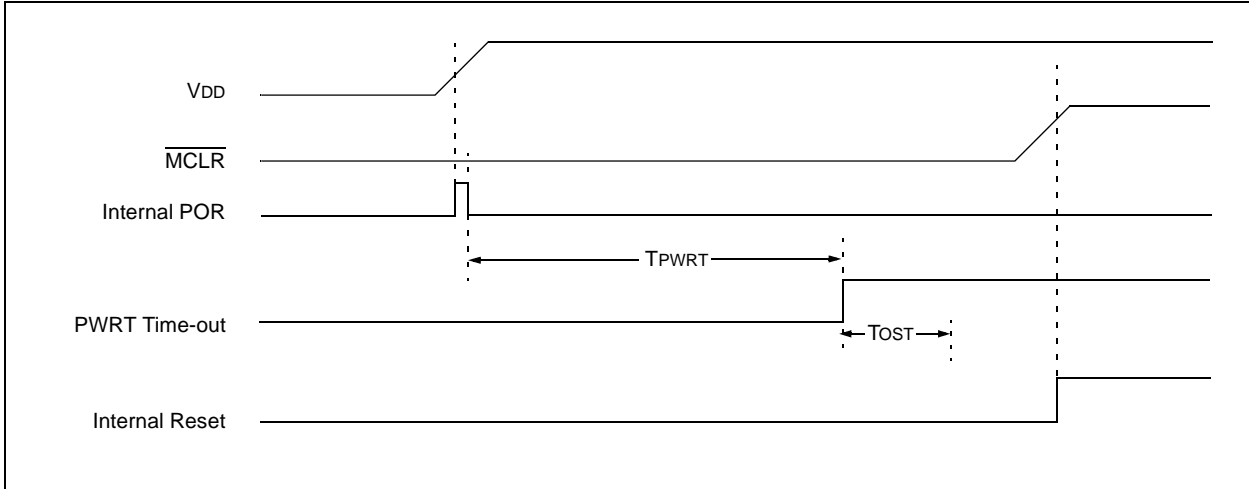 VDD
MCLR
Internal POR
TPWRT
PWRT Time-out
TOST
Internal Reset